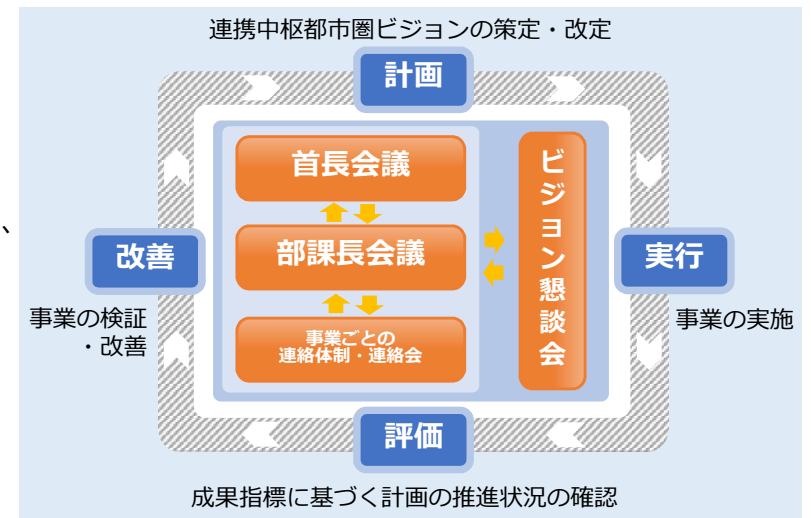 連携中枢都市圏ビジョンの策定・改定
計画
首長会議
部課長会議
事業ごとの
連絡体制・連絡会
ビジョン懇談会
、
改善
事業の検証
・改善
実行
事業の実施
評価
成果指標に基づく計画の推進状況の確認